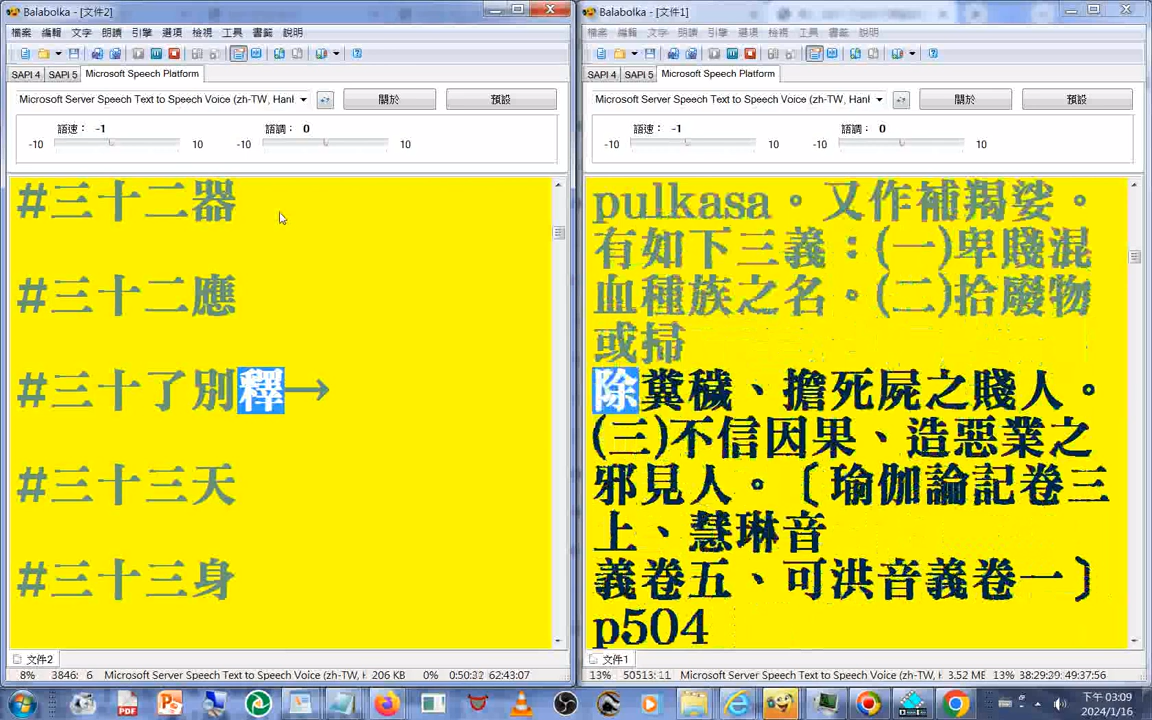 Balabolka - [文件2]
檔案 編輯 文字 朗讀 引擎 選項 檢視 工具 書籤 說明
SAPI 4 SAPI 5 Microsoft Speech Platform
Microsoft Server Speech Text to Speech Voice (zh-TW, Hanl
關於 預設
語速： -1 語調： 0
-10 10 -10 10
#三十二器
#三十二應
#三十了別釋→
#三十三天
#三十三身
文件2
8% 3846: 6 Microsoft Server Speech Text to Speech Voice (zh-TW, H 206 KB 0% 0:50:32 62:43:07
Balabolka - [文件1]
檔案 編輯 文字 朗讀 引擎 選項 檢視 工具 書籤 說明
SAPI 4 SAPI 5 Microsoft Speech Platform
Microsoft Server Speech Text to Speech Voice (zh-TW, Hanl
關於 預設
語速： -1 語調： 0
-10 10 -10 10
pulkasa。又作補羯娑。
有如下三義：(一)卑賤混
血種族之名。(二)拾廢物
或掃
除糞穢、擔死屍之賤人。
(三)不信因果、造惡業之
邪見人。〔瑜伽論記卷三
上、慧琳音
義卷五、可洪音義卷一〕
p504
文件1
13% 50513: 11 Microsoft Server Speech Text to Speech Voice (zh-TW, 3.52 MB 13% 38:29:39:49:37:56
PDF
下午 03:09
2024/1/16